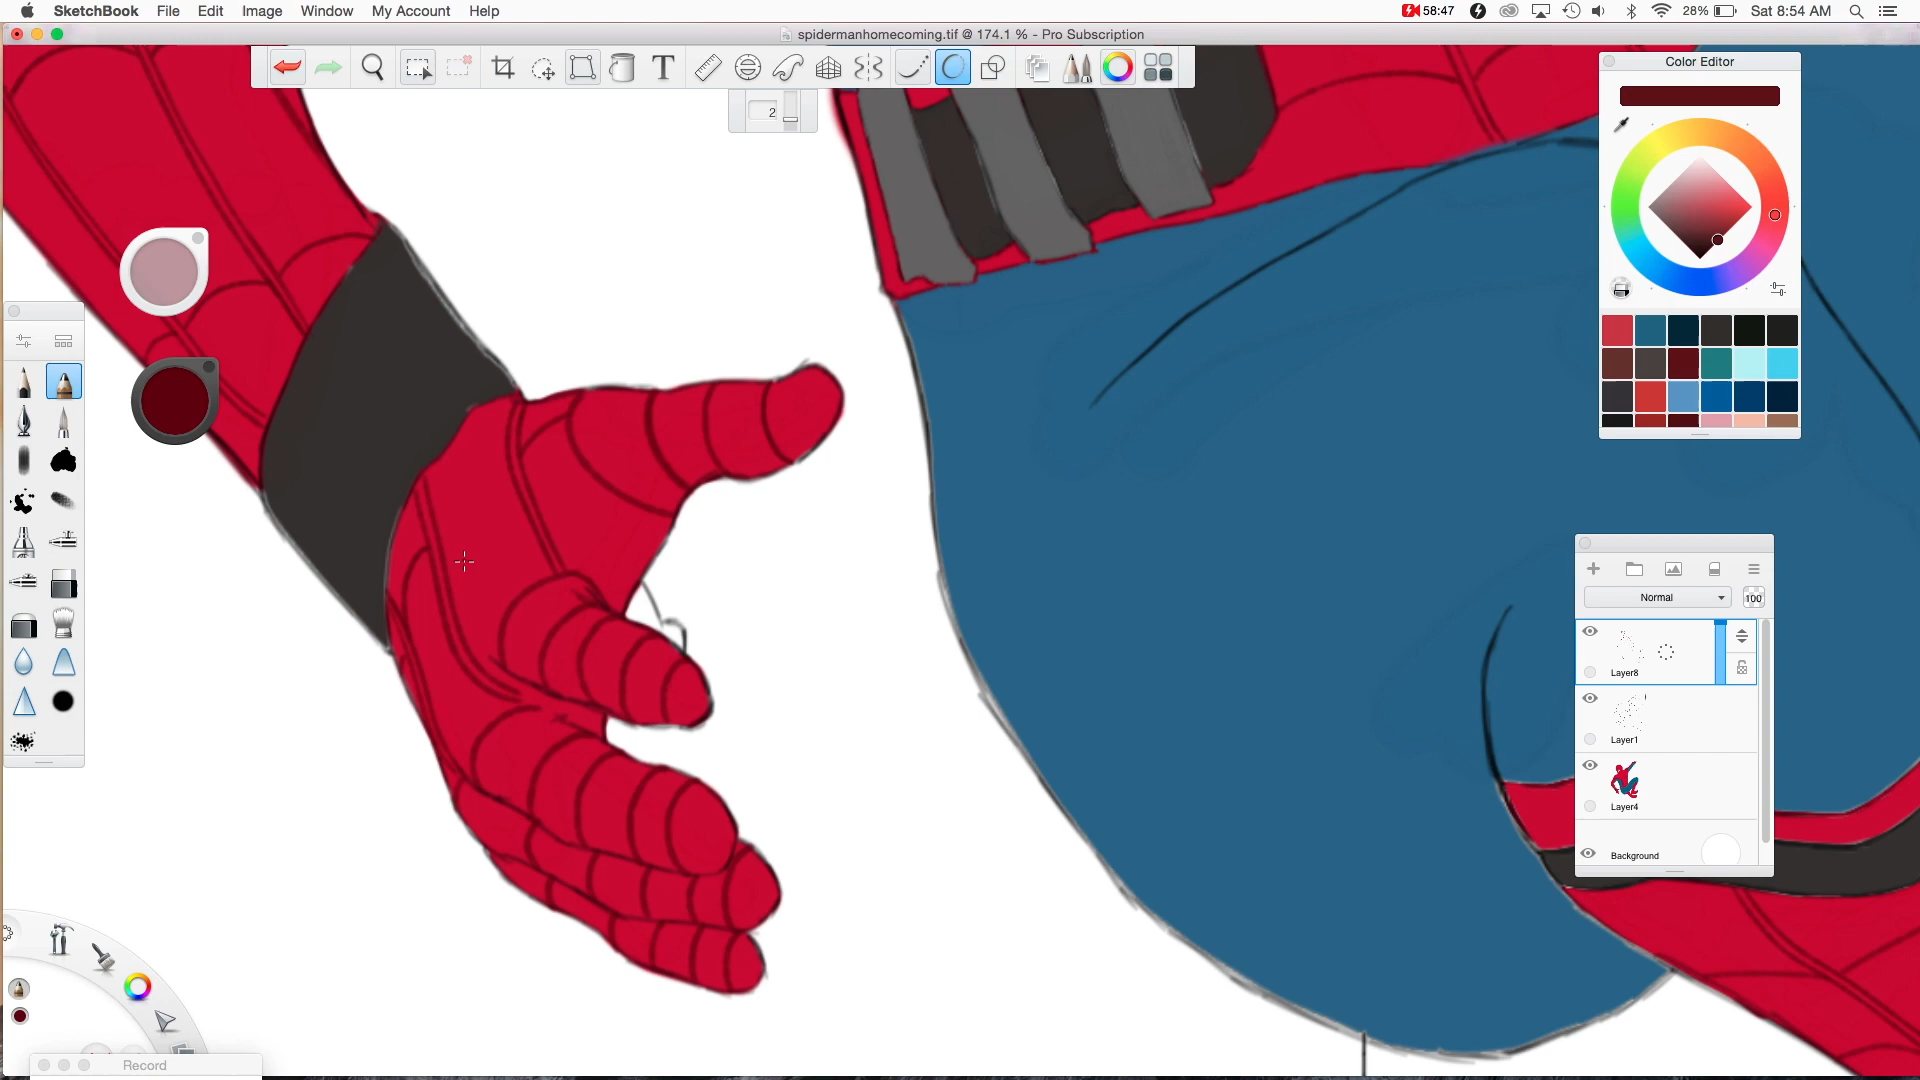 SketchBook File Edit Image Window My Account Help 58:47 28% Sat 8:54 AM
spidermanhomecoming.tif @ 174.1 % - Pro Subscription
T
2
Color Editor
Normal 100
Layer8
Layer1
Layer4
Background
Record